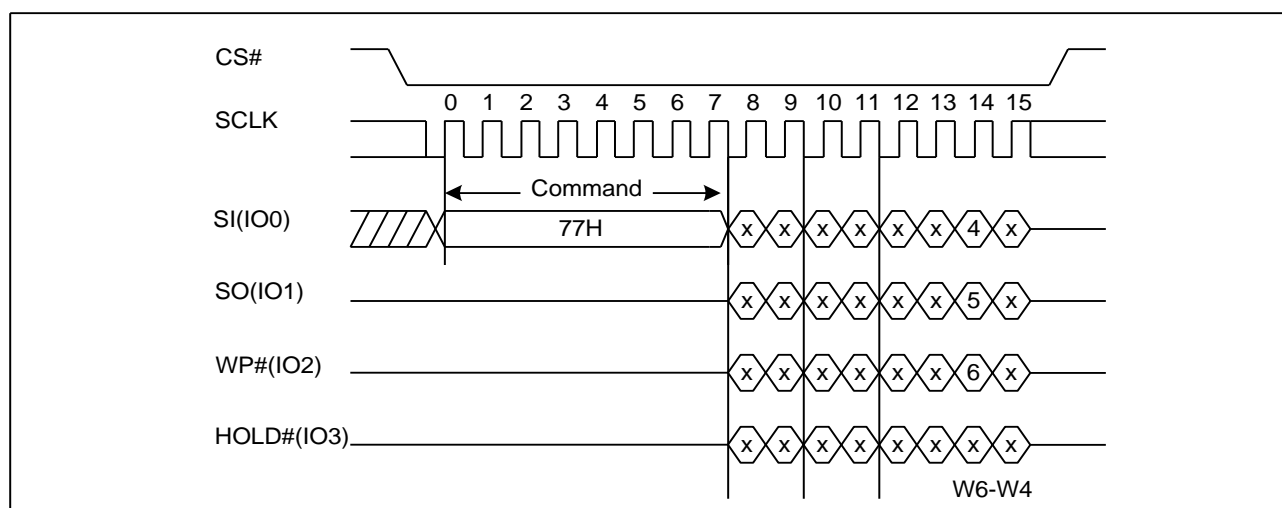 CS#
0 1 2 3 4 5 6 7 8 9 10 11 12 13 14 15
SCLK
Command
SI(IO0) 77H x x x x x x 4 x
SO(IO1) x x x x x x 5 x
WP#(IO2) x x x x x x 6 x
HOLD#(IO3) x x x x x x x x
W6-W4